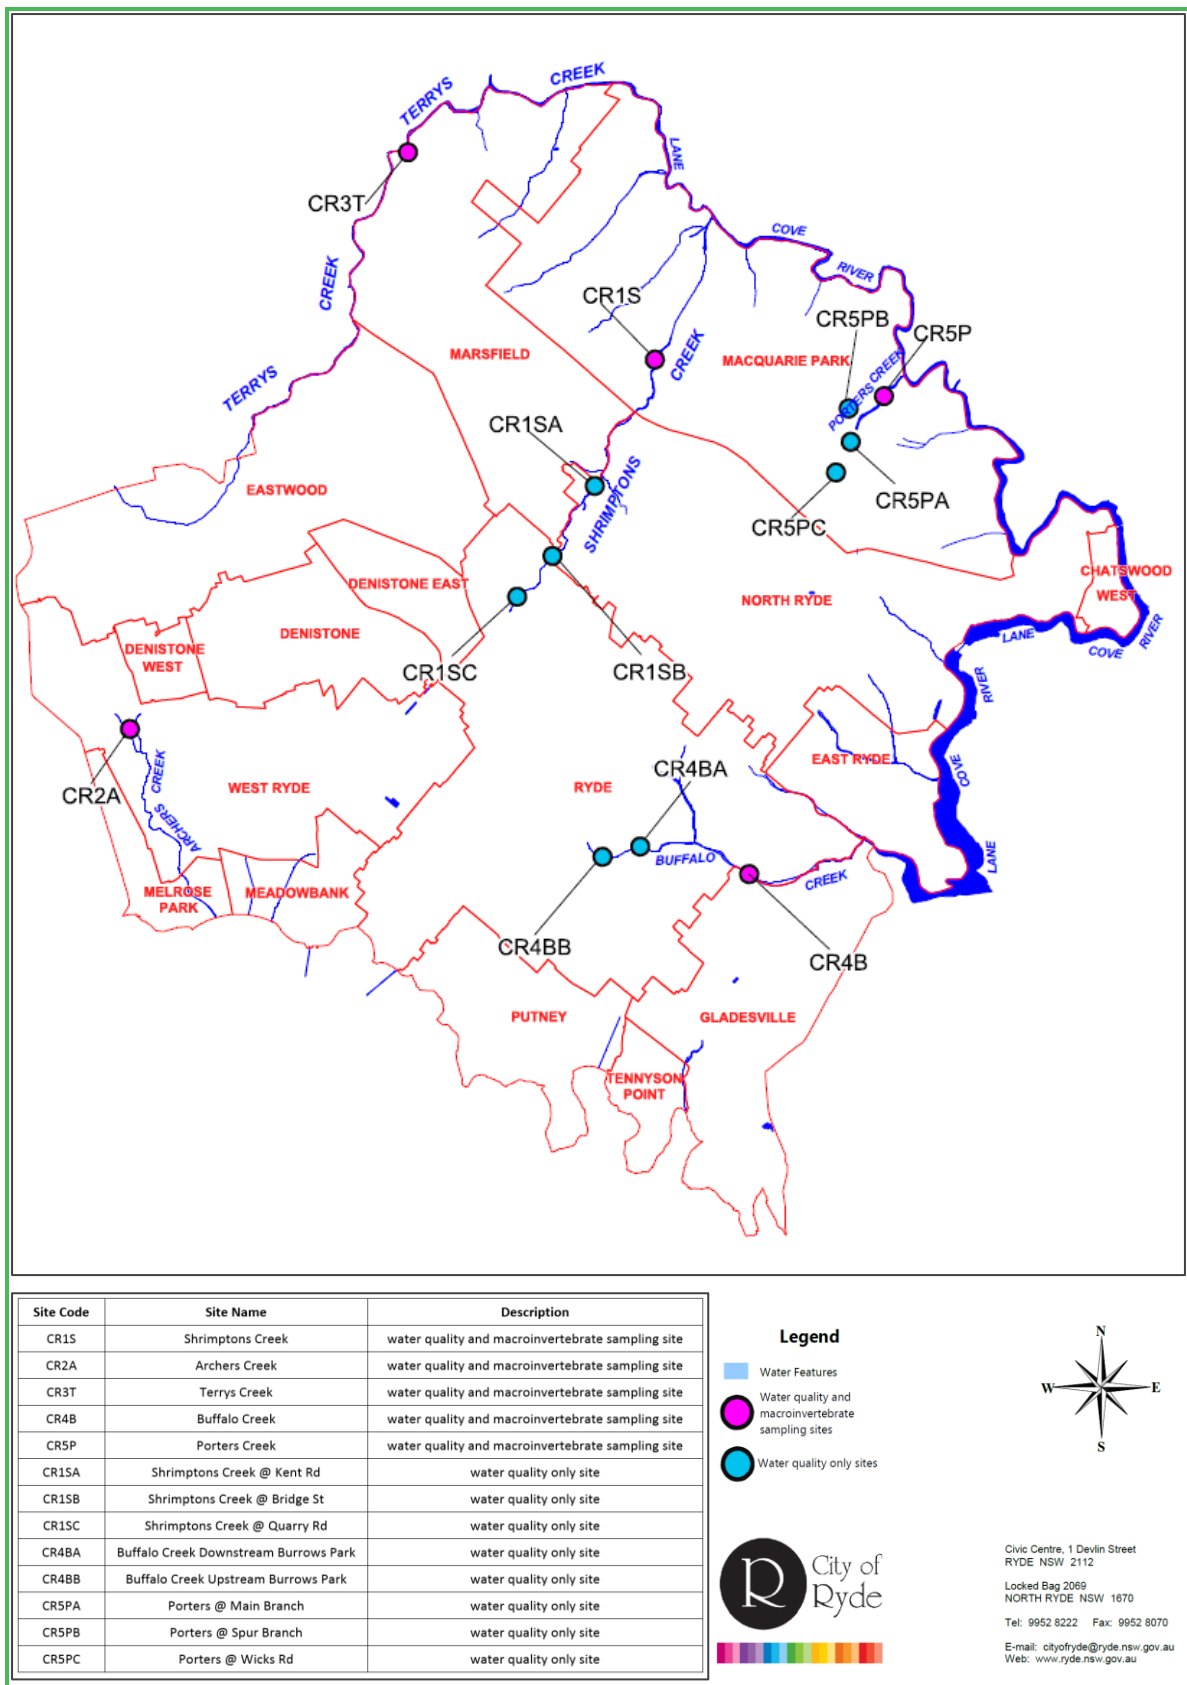 TERRYS
CREEK
LANE
CR3T
COVE
RIVER
CREEK
CR1S
CR5PB
CR5P
MARSFIELD
CREEK
MACQUARIE PARK
PORTERS CREEK
TERRYS
CR1SA
EASTWOOD
SHRIMPTONS
CR5PA
CR5PC
DENISTONE EAST
CHATSWOOD
WEST
NORTH RYDE
DENISTONE
LANE
COVE
RIVER
DENISTONE
WEST
CR1SC
CR1SB
RIVER
CREEK
CR2A
ARCHERS
WEST RYDE
RYDE
CR4BA
EAST RYDE
COVE
BUFFALO
CREEK
LANE
MELROSE
PARK
MEADOWBANK
CR4BB
CR4B
PUTNEY
GLADESVILLE
TENNYSON
POINT
Site Code Site Name Description
CR1S Shrimptons Creek water quality and macroinvertebrate sampling site
CR2A Archers Creek water quality and macroinvertebrate sampling site
CR3T Terrys Creek water quality and macroinvertebrate sampling site
CR4B Buffalo Creek water quality and macroinvertebrate sampling site
CR5P Porters Creek water quality and macroinvertebrate sampling site
CR1SA Shrimptons Creek @ Kent Rd water quality only site
CR1SB Shrimptons Creek @ Bridge St water quality only site
CR1SC Shrimptons Creek @ Quarry Rd water quality only site
CR4BA Buffalo Creek Downstream Burrows Park water quality only site
CR4BB Buffalo Creek Upstream Burrows Park water quality only site
CR5PA Porters @ Main Branch water quality only site
CR5PB Porters @ Spur Branch water quality only site
CR5PC Porters @ Wicks Rd water quality only site
Legend
Water Features
Water quality and
macroinvertebrate
sampling sites
Water quality only sites
N
W E
S
R
City of
Ryde
Civic Centre, 1 Devlin Street
RYDE NSW 2112
Locked Bag 2069
NORTH RYDE NSW 1670
Tel: 9952 8222 Fax: 9952 8070
E-mail: cityofryde@ryde.nsw.gov.au
Web: www.ryde.nsw.gov.au